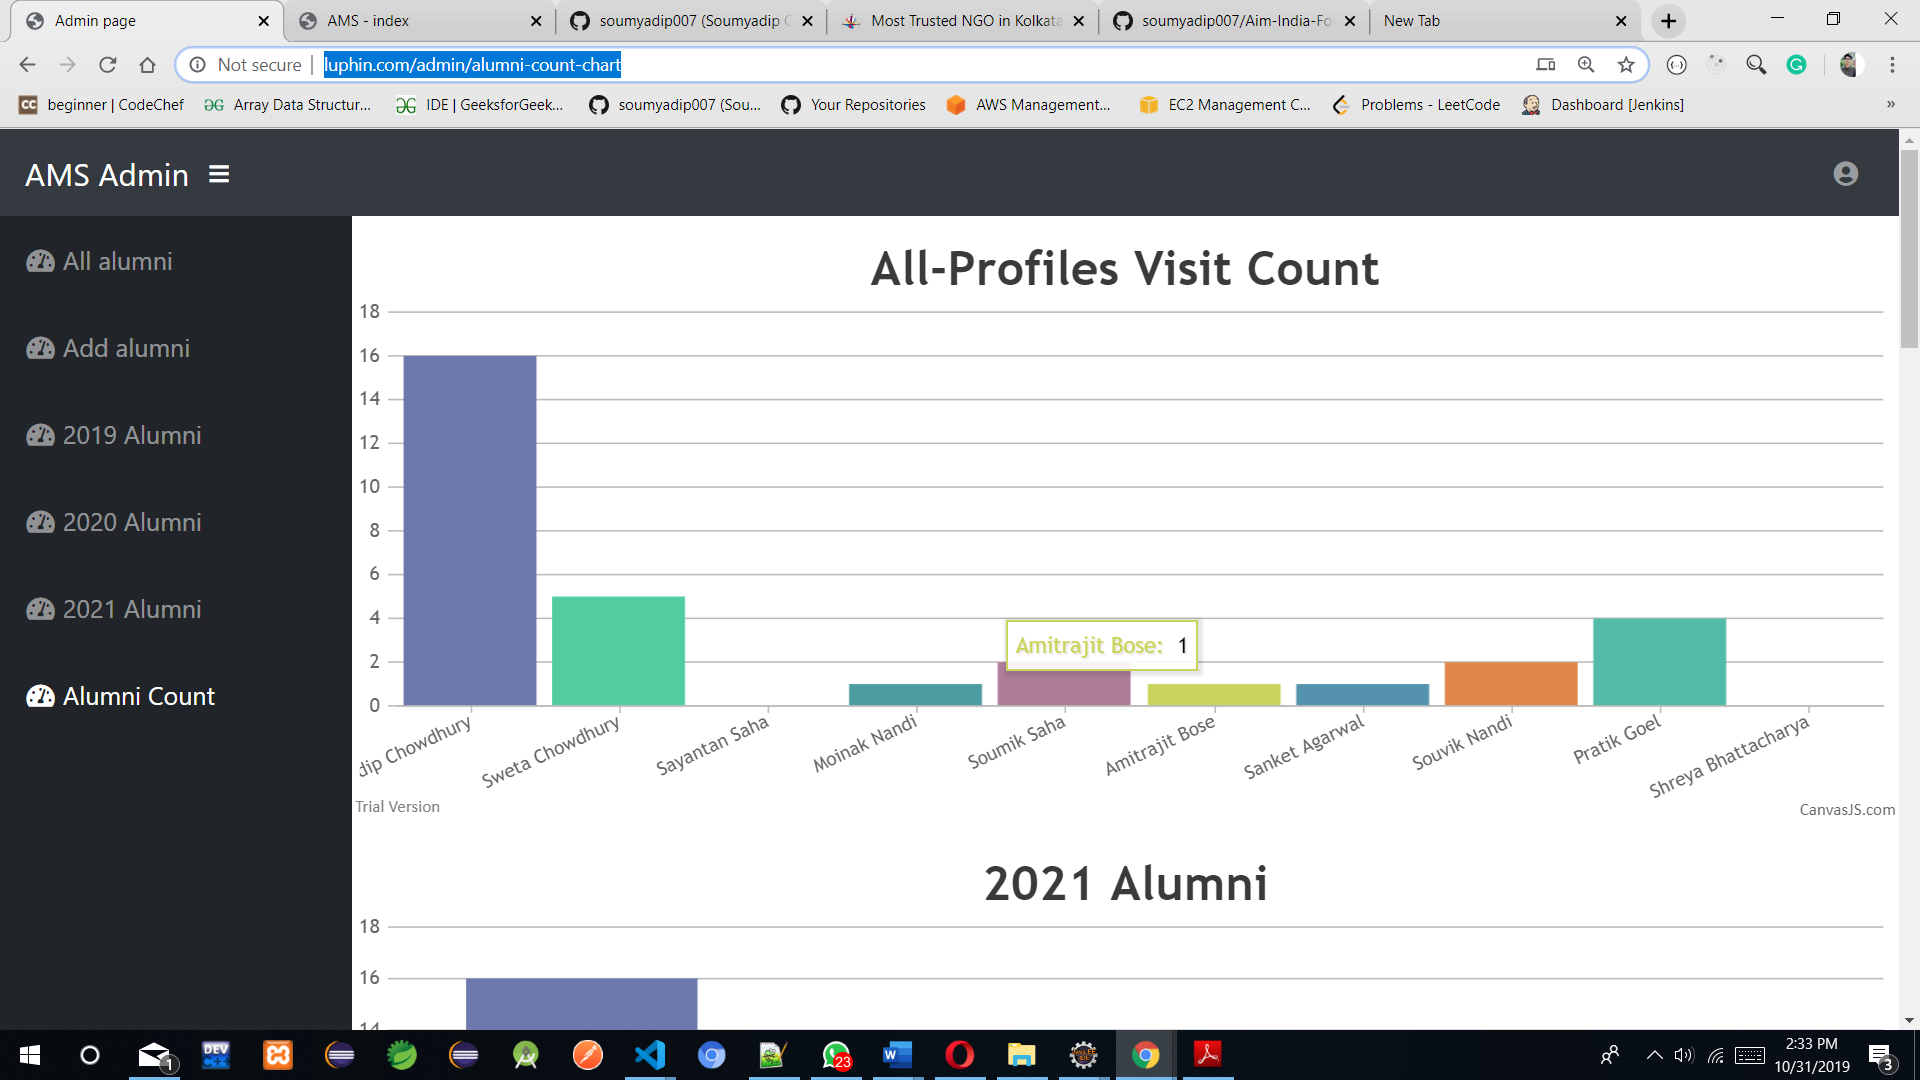 Admin page
AMS - index
soumyadip007 (Soumyadip C
Most Trusted NGO in Kolkata
soumyadip007/Aim-India-Fo
New Tab
Not secure
luphin.com/admin/alumni-count-chart
beginner | CodeChef
Array Data Structur...
IDE | GeeksforGeek...
soumyadip007 (Sou...
Your Repositories
AWS Management...
EC2 Management C...
Problems - LeetCode
Dashboard [Jenkins]
»
AMS Admin
All alumni
Add alumni
2019 Alumni
2020 Alumni
2021 Alumni
Alumni Count
All-Profiles Visit Count
18
16
14
12
10
8
6
4
2
0
Amitrajit Bose: 1
dip Chowdhury
Sweta Chowdhury
Sayantan Saha
Moinak Nandi
Soumik Saha
Amitrajit Bose
Sanket Agarwal
Souvik Nandi
Pratik Goel
Shreya Bhattacharya
Trial Version
CanvasJS.com
2021 Alumni
18
16
14
1
DEV
23
2:33 PM
10/31/2019
3